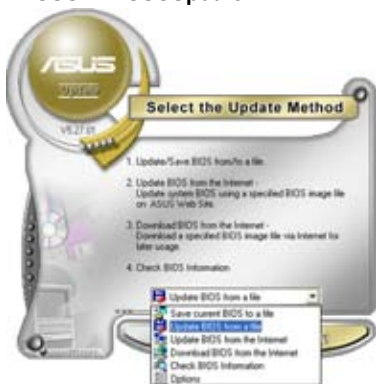 ASUS
Update
V5.27.01
Select the Update Method
1. Update/Save BIOS from/to a file.
2. Update BIOS from the Internet -
Update system BIOS using a specified BIOS image file
on ASUS Web Site.
3. Download BIOS from the Internet -
Download a specified BIOS image file via Internet for
later usage.
4. Check BIOS Information
Update BIOS from a file
Save current BIOS to a file
Update BIOS from a file
Update BIOS from the Internet
Download BIOS from the Internet
Check BIOS Information
Options